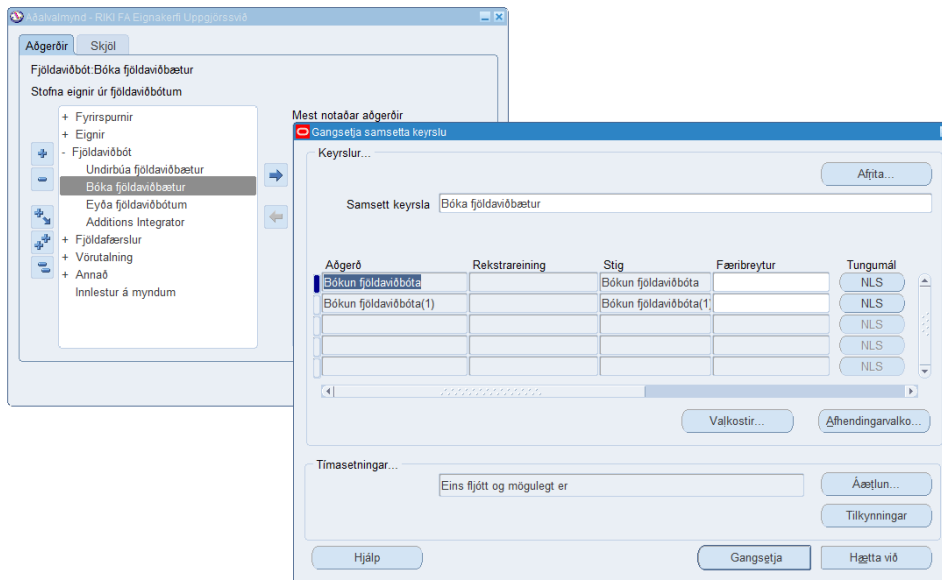 Aðalvalmynd - RIKI FA Eignakerfi Uppgjörssvið
Aðgerðir
Skjöl
Fjöldaviðbót:Bóka fjöldaviðbætur
Stofna eignir úr fjöldaviðbótum
+ Fyrirspurnir
+ Eignir
- Fjöldaviðbót
Undirbúa fjöldaviðbætur
Bóka fjöldaviðbætur
Eyða fjöldaviðbótum
Additions Integrator
+ Fjöldafærslur
+ Vörutalning
+ Annað
Innlestur á myndum
Mest notaðar aðgerðir
Gangsetja samsetta keyrslu
Keyrslur...
Afrita...
Samsett keyrsla Bóka fjöldaviðbætur
Aðgerð Rekstrareining Stig Færibreytur Tungumál
Bókun fjöldaviðbóta Bókun fjöldaviðbóta NLS
Bókun fjöldaviðbóta(1) Bókun fjöldaviðbóta(1) NLS
NLS
NLS
NLS
Valkostir...
Afhendingarvalko...
Tímasetningar...
Eins fljótt og mögulegt er
Áætlun...
Tilkynningar
Hjálp
Gangsetja
Hætta við